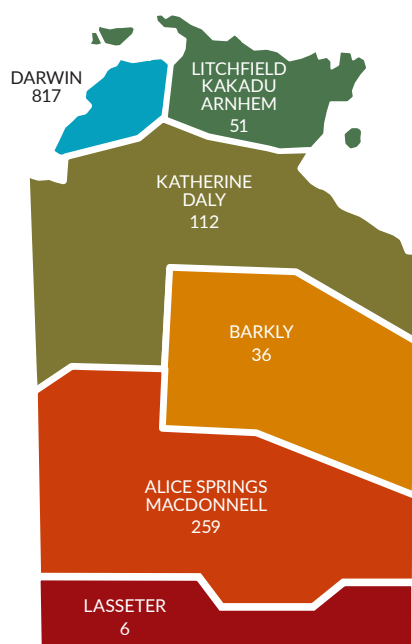 DARWIN
817
LITCHFIELD
KAKADU
ARNHEM
51
KATHERINE
DALY
112
BARKLY
36
ALICE SPRINGS
MACDONNELL
259
LASSETER
6